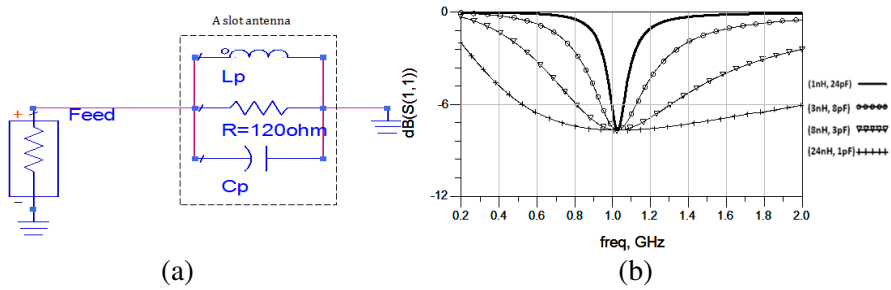 A slot antenna
Lp
R=120ohm
Cp
+
Feed
-
(a)
dB(S(1,1))
0
-6
-12
0.2 0.4 0.6 0.8 1.0 1.2 1.4 1.6 1.8 2.0
freq, GHz
(1nH, 24pF)
(3nH, 8pF)
(8nH, 3pF)
(24nH, 1pF)
(b)